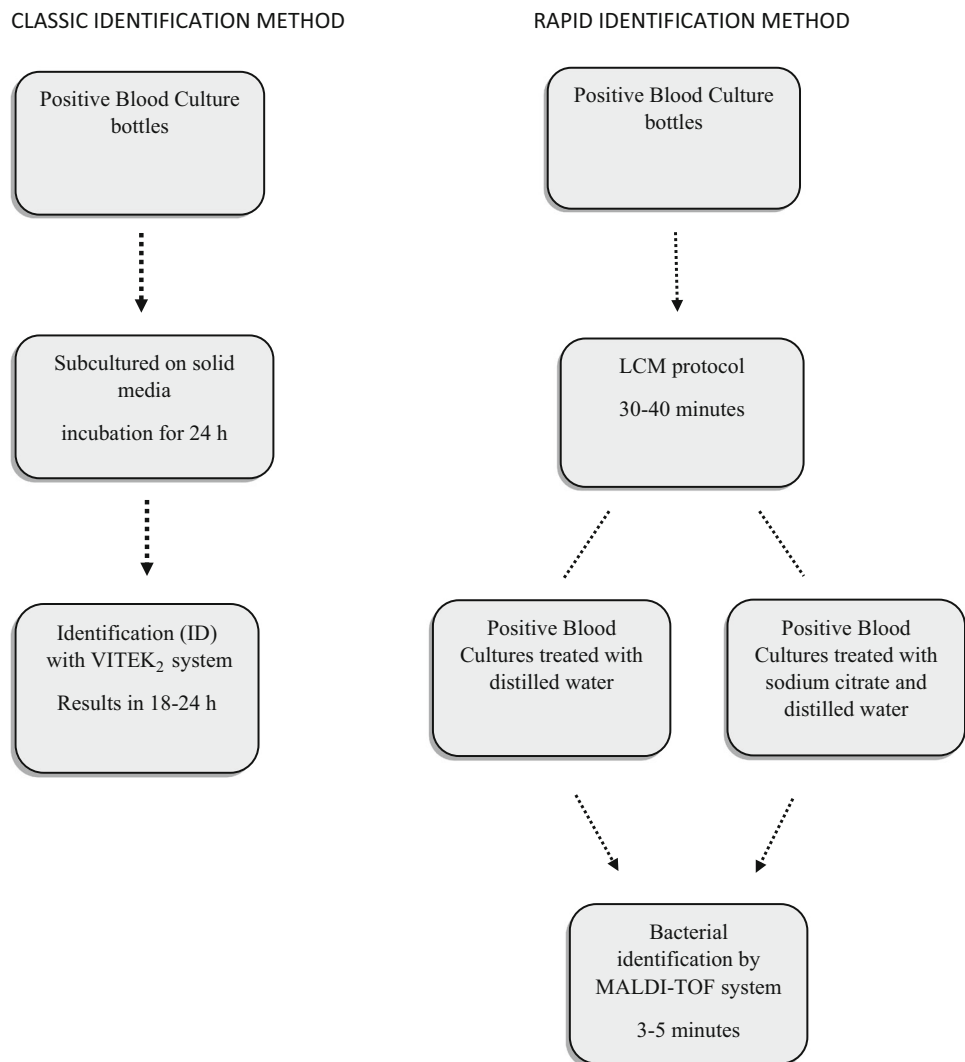 CLASSIC IDENTIFICATION METHOD
Positive Blood Culture
bottles
Subcultured on solid
media
incubation for 24 h
Identification (ID)
with VITEK₂ system
Results in 18-24 h
RAPID IDENTIFICATION METHOD
Positive Blood Culture
bottles
LCM protocol
30-40 minutes
Positive Blood
Cultures treated with
distilled water
Positive Blood
Cultures treated with
sodium citrate and
distilled water
Bacterial
identification by
MALDI-TOF system
3-5 minutes